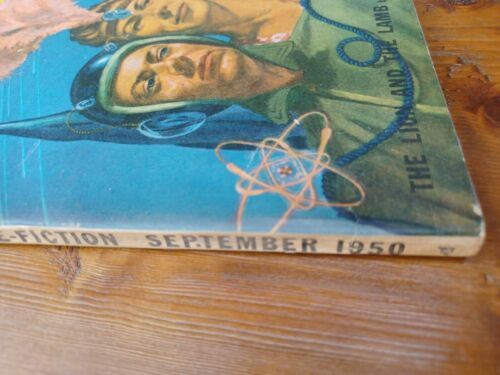 THE LION AND THE LAMB
E-FICTION SEPTEMBER 1950